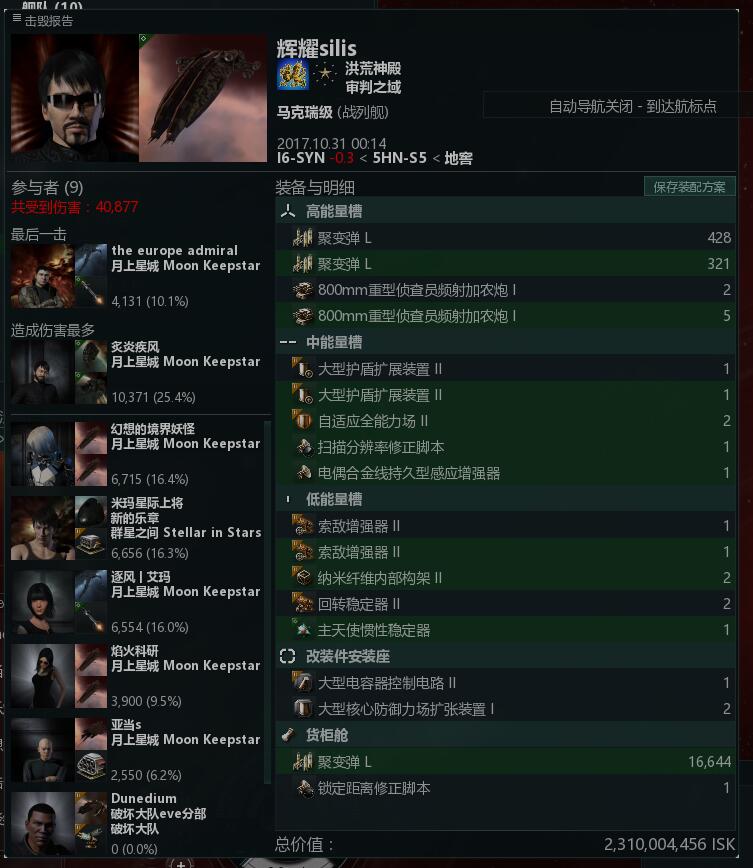 舰队 (10)
击毁报告
辉耀silis
洪荒神殿
审判之域
马克瑞级 (战列舰)
自动导航关闭 - 到达航标点
2017.10.31 00:14
I6-SYN -0.3 < 5HN-S5 < 地窖
参与者 (9)
共受到伤害：40,877
最后一击
the europe admiral
月上星城 Moon Keepstar
4,131 (10.1%)
造成伤害最多
炙炎疾风
月上星城 Moon Keepstar
10,371 (25.4%)
幻想的境界妖怪
月上星城 Moon Keepstar
6,715 (16.4%)
米玛星际上将
新的乐章
群星之间 Stellar in Stars
6,656 (16.3%)
逐风丨艾玛
月上星城 Moon Keepstar
6,554 (16.0%)
焰火科研
月上星城 Moon Keepstar
3,900 (9.5%)
亚当s
月上星城 Moon Keepstar
2,550 (6.2%)
Dunedium
破坏大队eve分部
破坏大队
0 (0.0%)
装备与明细
保存装配方案
高能量槽
聚变弹 L 428
聚变弹 L 321
800mm重型侦查员频射加农炮 I 2
800mm重型侦查员频射加农炮 I 5
中能量槽
大型护盾扩展装置 II 1
大型护盾扩展装置 II 1
自适应全能力场 II 2
扫描分辨率修正脚本 1
电偶合金线持久型感应增强器 1
低能量槽
索敌增强器 II 1
索敌增强器 II 1
纳米纤维内部构架 II 2
回转稳定器 II 2
主天使惯性稳定器 1
改装件安装座
大型电容器控制电路 II 1
大型核心防御力场扩张装置 I 2
货柜舱
聚变弹 L 16,644
锁定距离修正脚本 1
总价值： 2,310,004,456 ISK